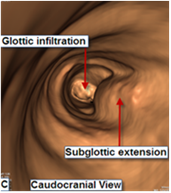 Glottic infiltration
Subglottic extension
C
Caudocranial View